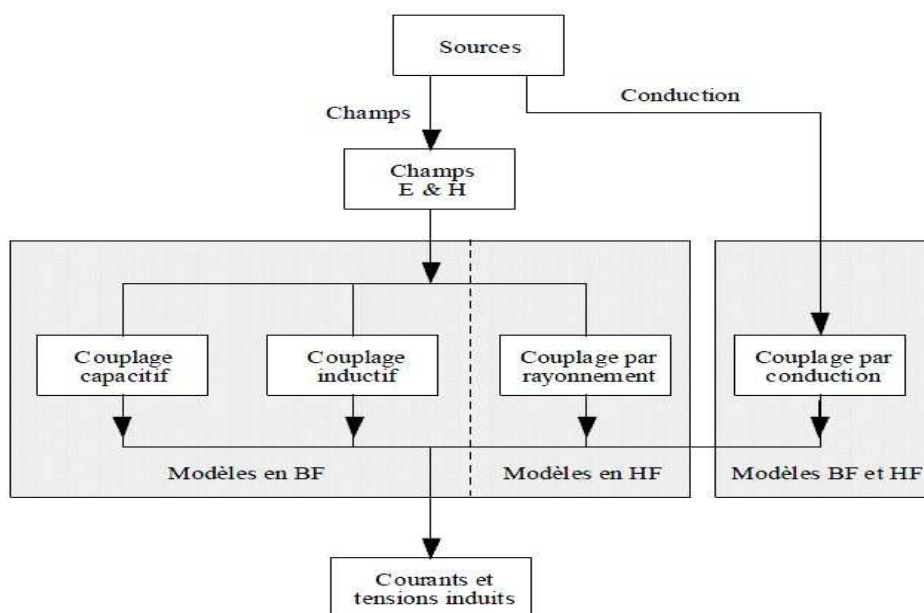 Sources
Conduction
Champs
Champs
E & H
Couplage
capacitif
Couplage
inductif
Couplage par
rayonnement
Couplage par
conduction
Modèles en BF
Modèles en HF
Modèles BF et HF
Courants et
tensions induits